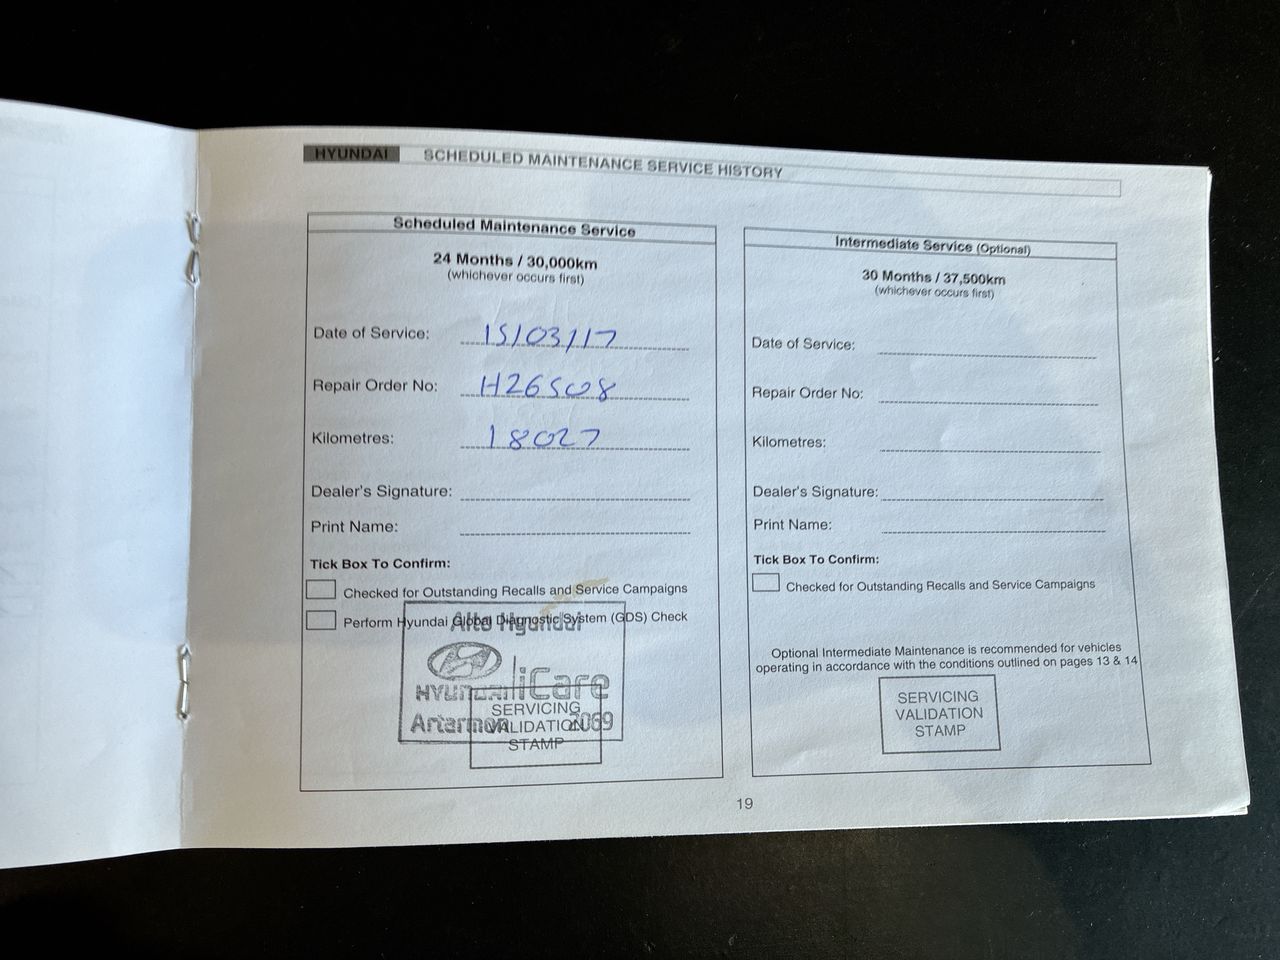 HYUNDAI SCHEDULED MAINTENANCE SERVICE HISTORY
Scheduled Maintenance Service
24 Months / 30,000km
(whichever occurs first)
Date of Service: 15/03/17
Repair Order No: H26508
Kilometres: 18027
Dealer's Signature:
Print Name:
Tick Box To Confirm:
Checked for Outstanding Recalls and Service Campaigns
Perform Hyundai Global Diagnostic System (GDS) Check
Alto Hyundai
HYUNDAI iCare
Artarmon 2069
SERVICING
VALIDATION
STAMP
Intermediate Service (Optional)
30 Months / 37,500km
(whichever occurs first)
Date of Service:
Repair Order No:
Kilometres:
Dealer's Signature:
Print Name:
Tick Box To Confirm:
Checked for Outstanding Recalls and Service Campaigns
Optional Intermediate Maintenance is recommended for vehicles
operating in accordance with the conditions outlined on pages 13 & 14
SERVICING
VALIDATION
STAMP
19